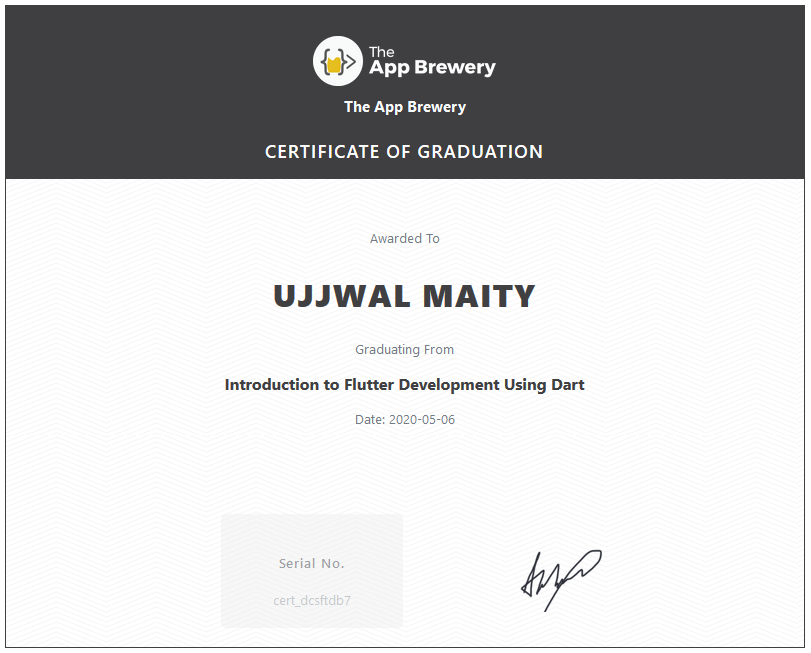 The
App Brewery
The App Brewery
CERTIFICATE OF GRADUATION
Awarded To
UJJWAL MAITY
Graduating From
Introduction to Flutter Development Using Dart
Date: 2020-05-06
Serial No.
cert_dcsftdb7